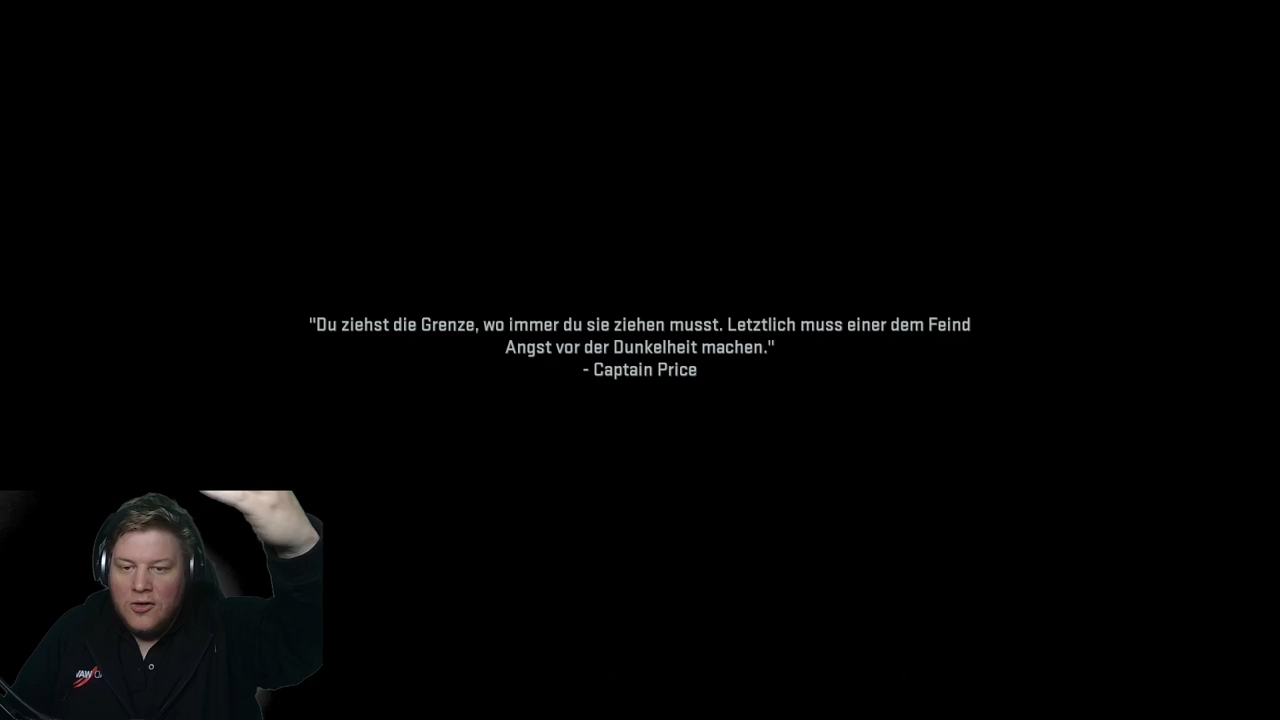 "Du ziehst die Grenze, wo immer du sie ziehen musst. Letztlich muss einer dem Feind
Angst vor der Dunkelheit machen."
- Captain Price